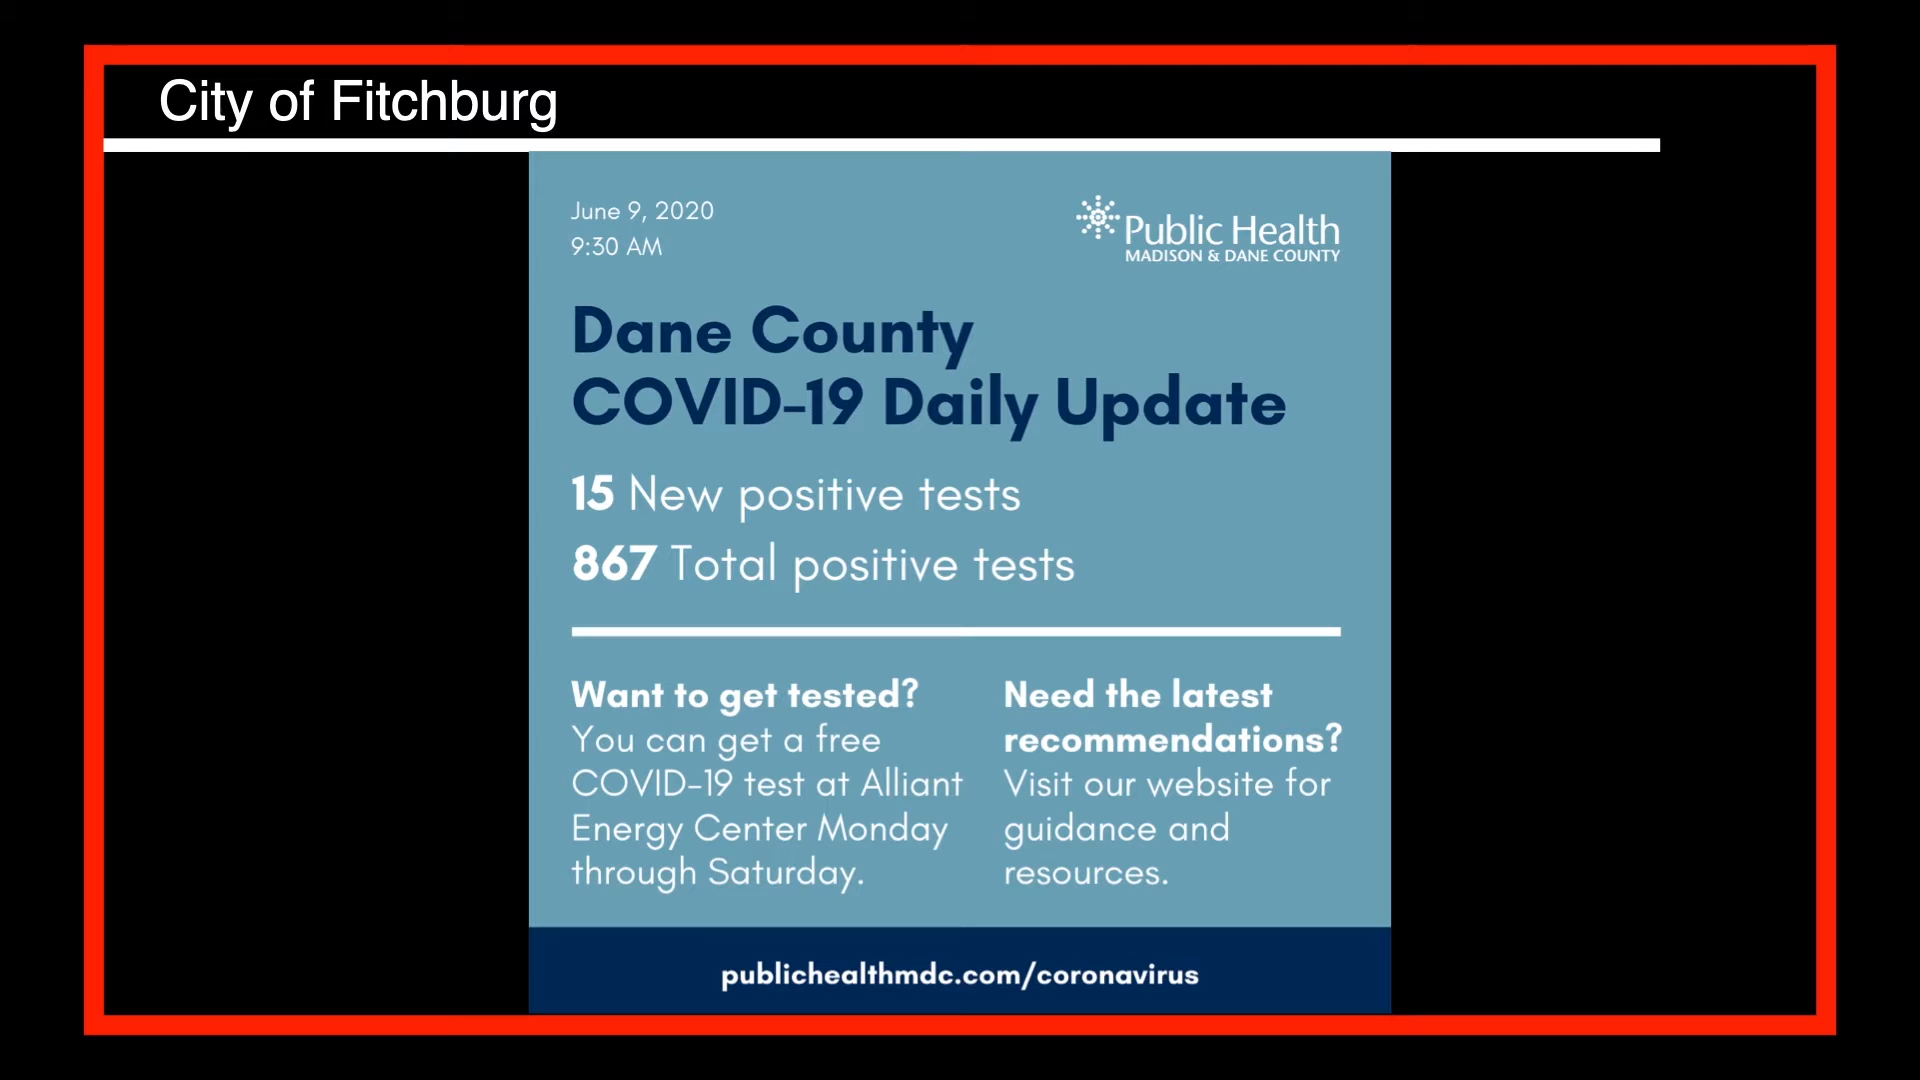 City of Fitchburg
June 9, 2020
9:30 AM
Public Health
MADISON & DANE COUNTY
Dane County
COVID-19 Daily Update
15 New positive tests
867 Total positive tests
Want to get tested?
You can get a free
COVID-19 test at Alliant
Energy Center Monday
through Saturday.
Need the latest
recommendations?
Visit our website for
guidance and
resources.
publichealthmdc.com/coronavirus